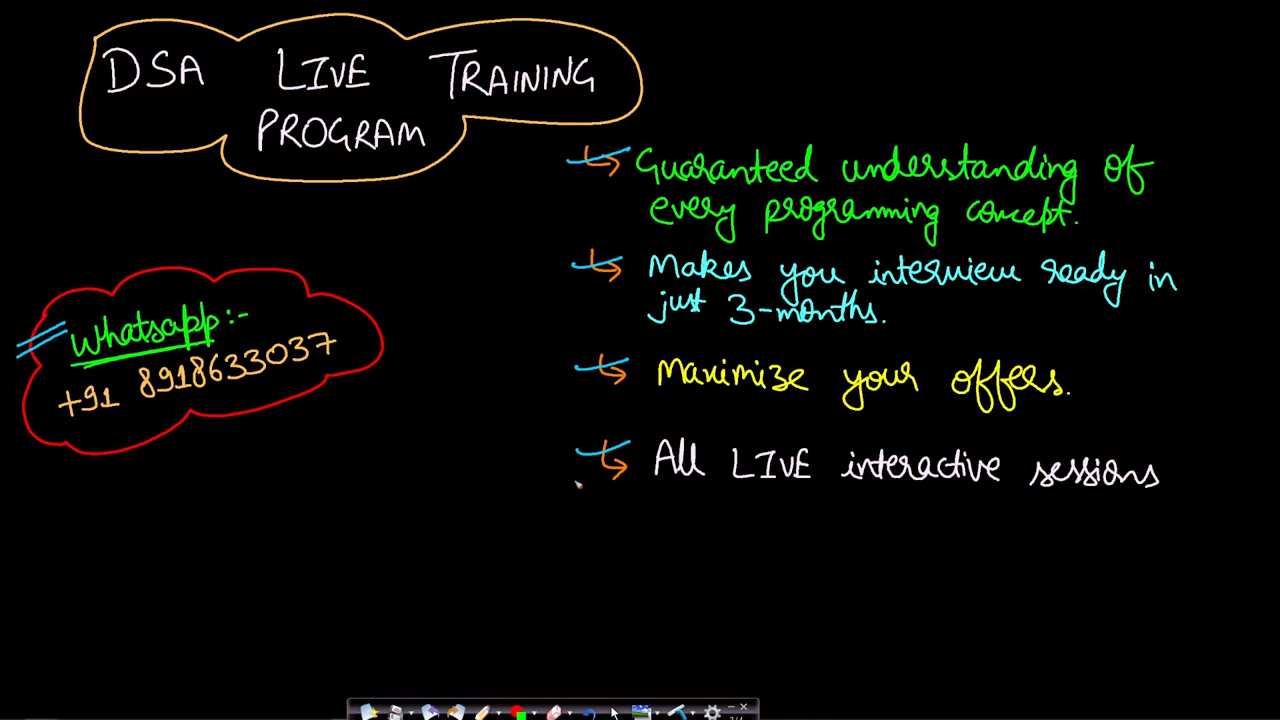 DSA LIVE TRAINING
PROGRAM
Guaranteed understanding of
every programming concept.
Makes you interview ready in
just 3-months.
Maximize your offers.
All LIVE interactive sessions
Whatsapp:-
+91 8918633037